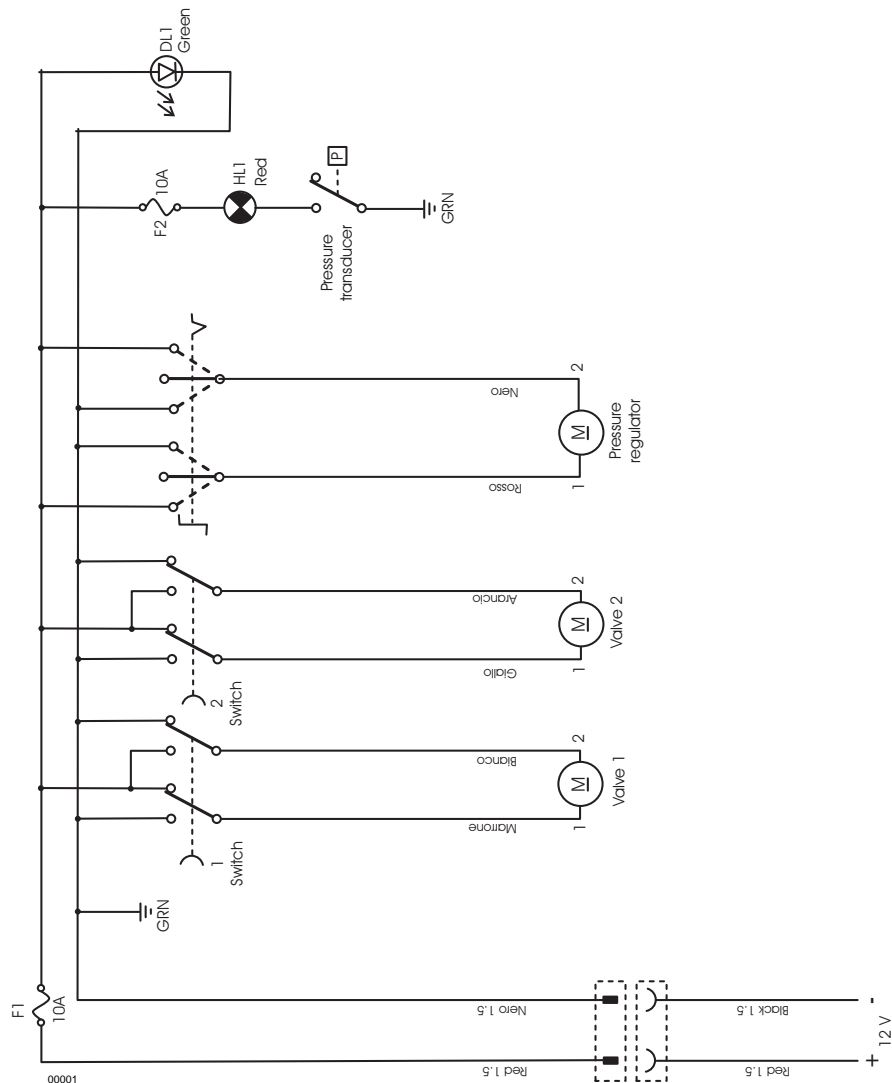 DL1
Green
F2
10A
HL1
Red
P
Pressure
transducer
GRN
Nero
Rosso
2
1
M
Pressure
regulator
Arancio
Giallo
2
1
M
Valve 2
2
Switch
Bianco
Marrone
2
1
M
Valve 1
1
Switch
GRN
F1
10A
Nero 1.5
Red 1.5
Black 1.5
Red 1.5
-
+
12 V
00001